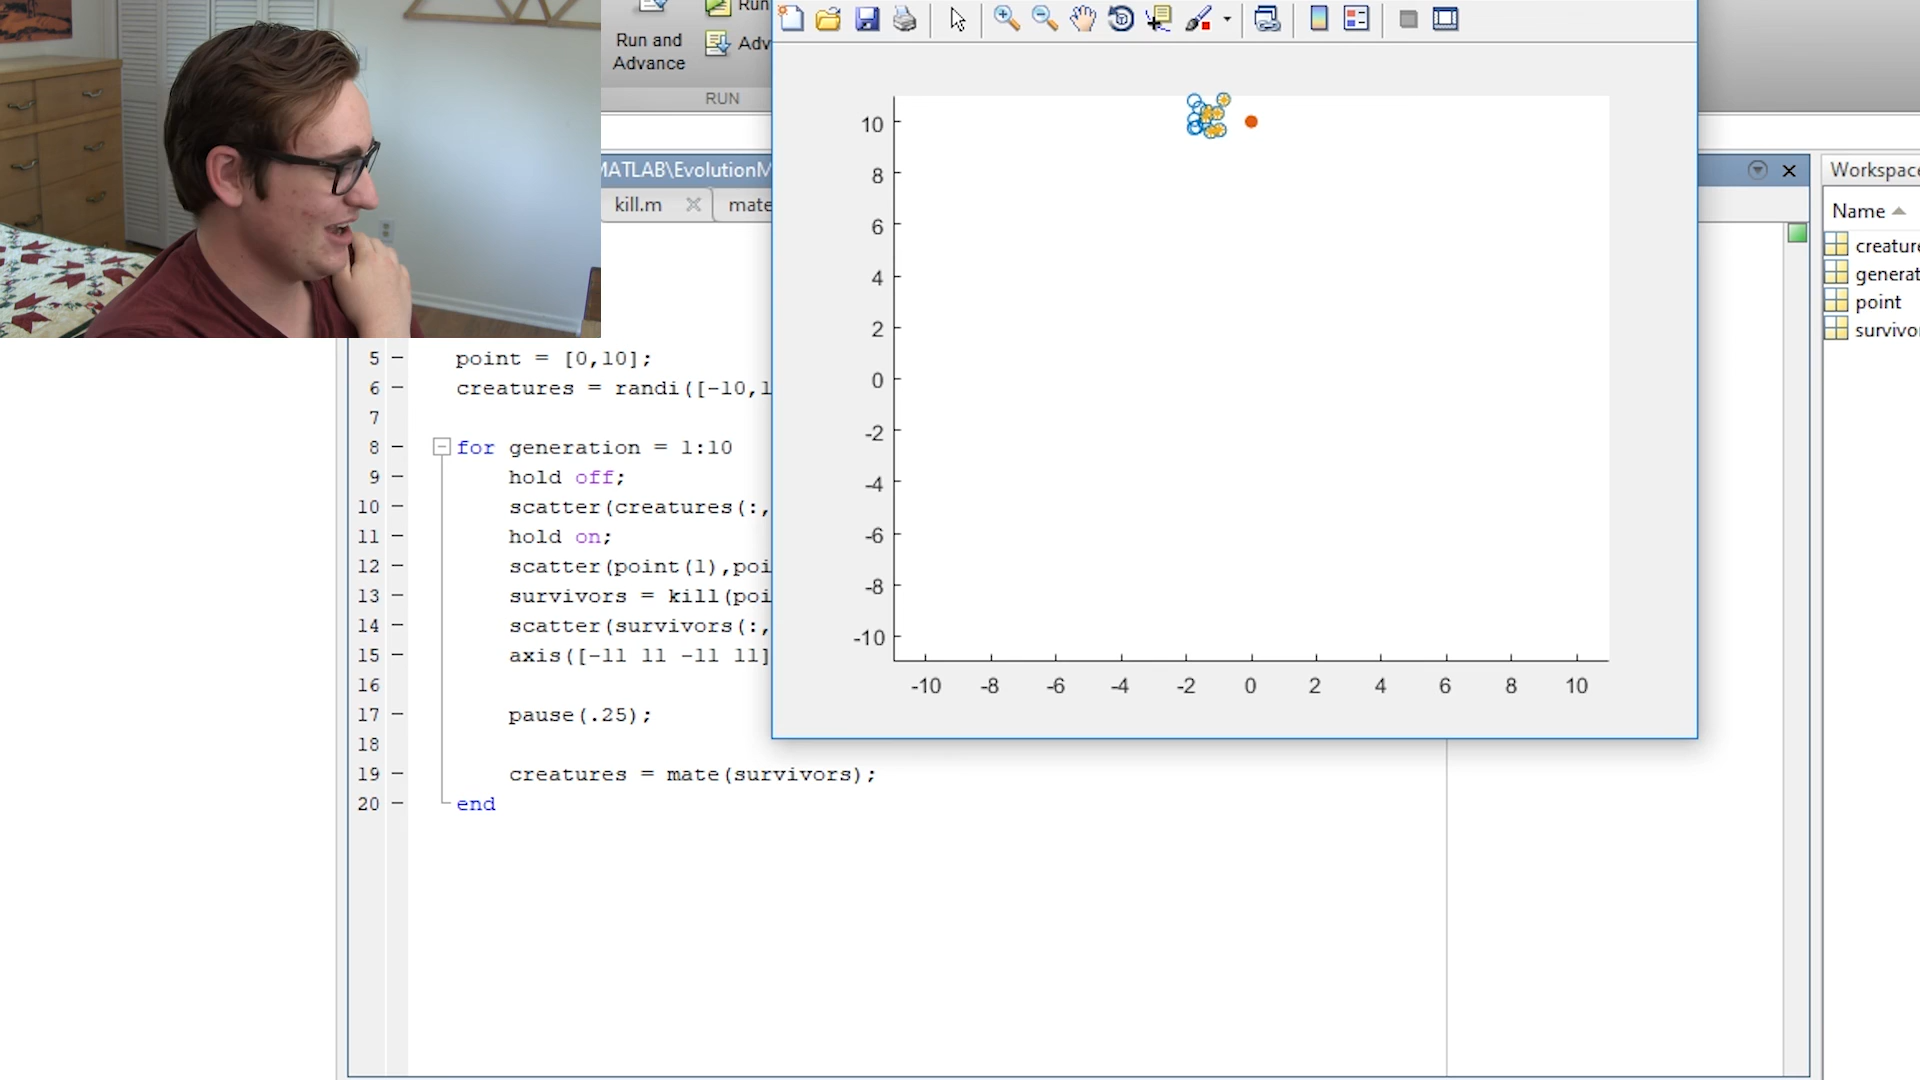 Run
Run and
Advance
Adv
RUN
MATLAB\EvolutionM
kill.m
mate
Workspace
Name
creature
generat
point
survivo
5
point = [0,10];
6
creatures = randi([-10,1
7
8
for generation = 1:10
9
hold off;
10
scatter(creatures(:,
11
hold on;
12
scatter(point(1),poi
13
survivors = kill(poi
14
scatter(survivors(:,
15
axis([-11 11 -11 11]
16
17
pause(.25);
18
19
creatures = mate(survivors);
20
end
10
8
6
4
2
0
-2
-4
-6
-8
-10
-10 -8 -6 -4 -2 0 2 4 6 8 10